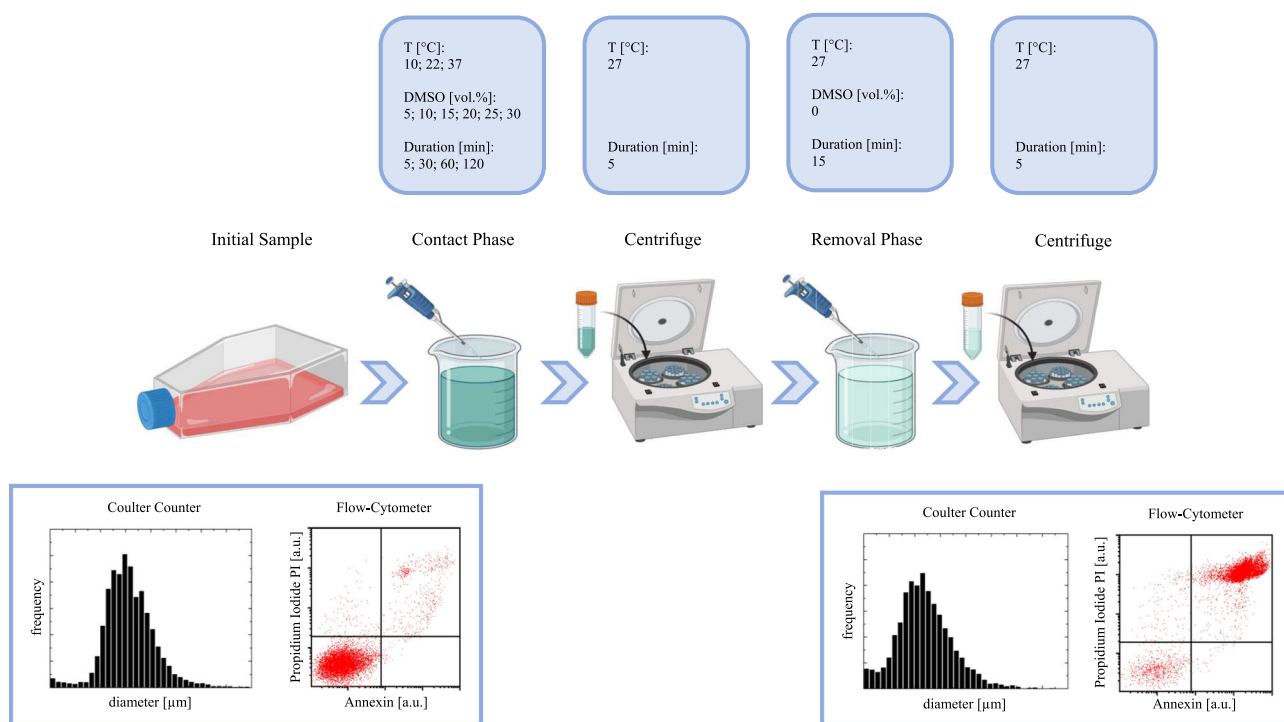 T [°C]:
10; 22; 37
DMSO [vol.%]:
5; 10; 15; 20; 25; 30
Duration [min]:
5; 30; 60; 120
T [°C]:
27
Duration [min]:
5
T [°C]:
27
DMSO [vol.%]:
0
Duration [min]:
15
T [°C]:
27
Duration [min]:
5
Initial Sample
Contact Phase
Centrifuge
Removal Phase
Centrifuge
Coulter Counter
frequency
diameter [µm]
Flow-Cytometer
Propidium Iodide PI [a.u.]
Annexin [a.u.]
Coulter Counter
frequency
diameter [µm]
Flow-Cytometer
Propidium Iodide PI [a.u.]
Annexin [a.u.]